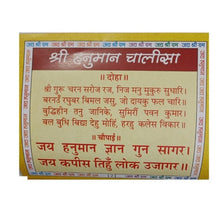 श्री हनुमान चालीसा
।। दोहा ।।
श्री गुरू चरन सरोज रज, निज मनु मुकुरु सुधारि।
बरनउँ रघुबर बिमल जसु, जो दायकु फल चारि।।
बुद्धिहीन तनु जानिके, सुमिरौं पवन कुमार।
बल बुधि बिद्या देहु मोहिं, हरहु कलेस विकार।।
।। चौपाई ।।
जय हनुमान ज्ञान गुन सागर।
जय कपीस तिहुँ लोक उजागर।।